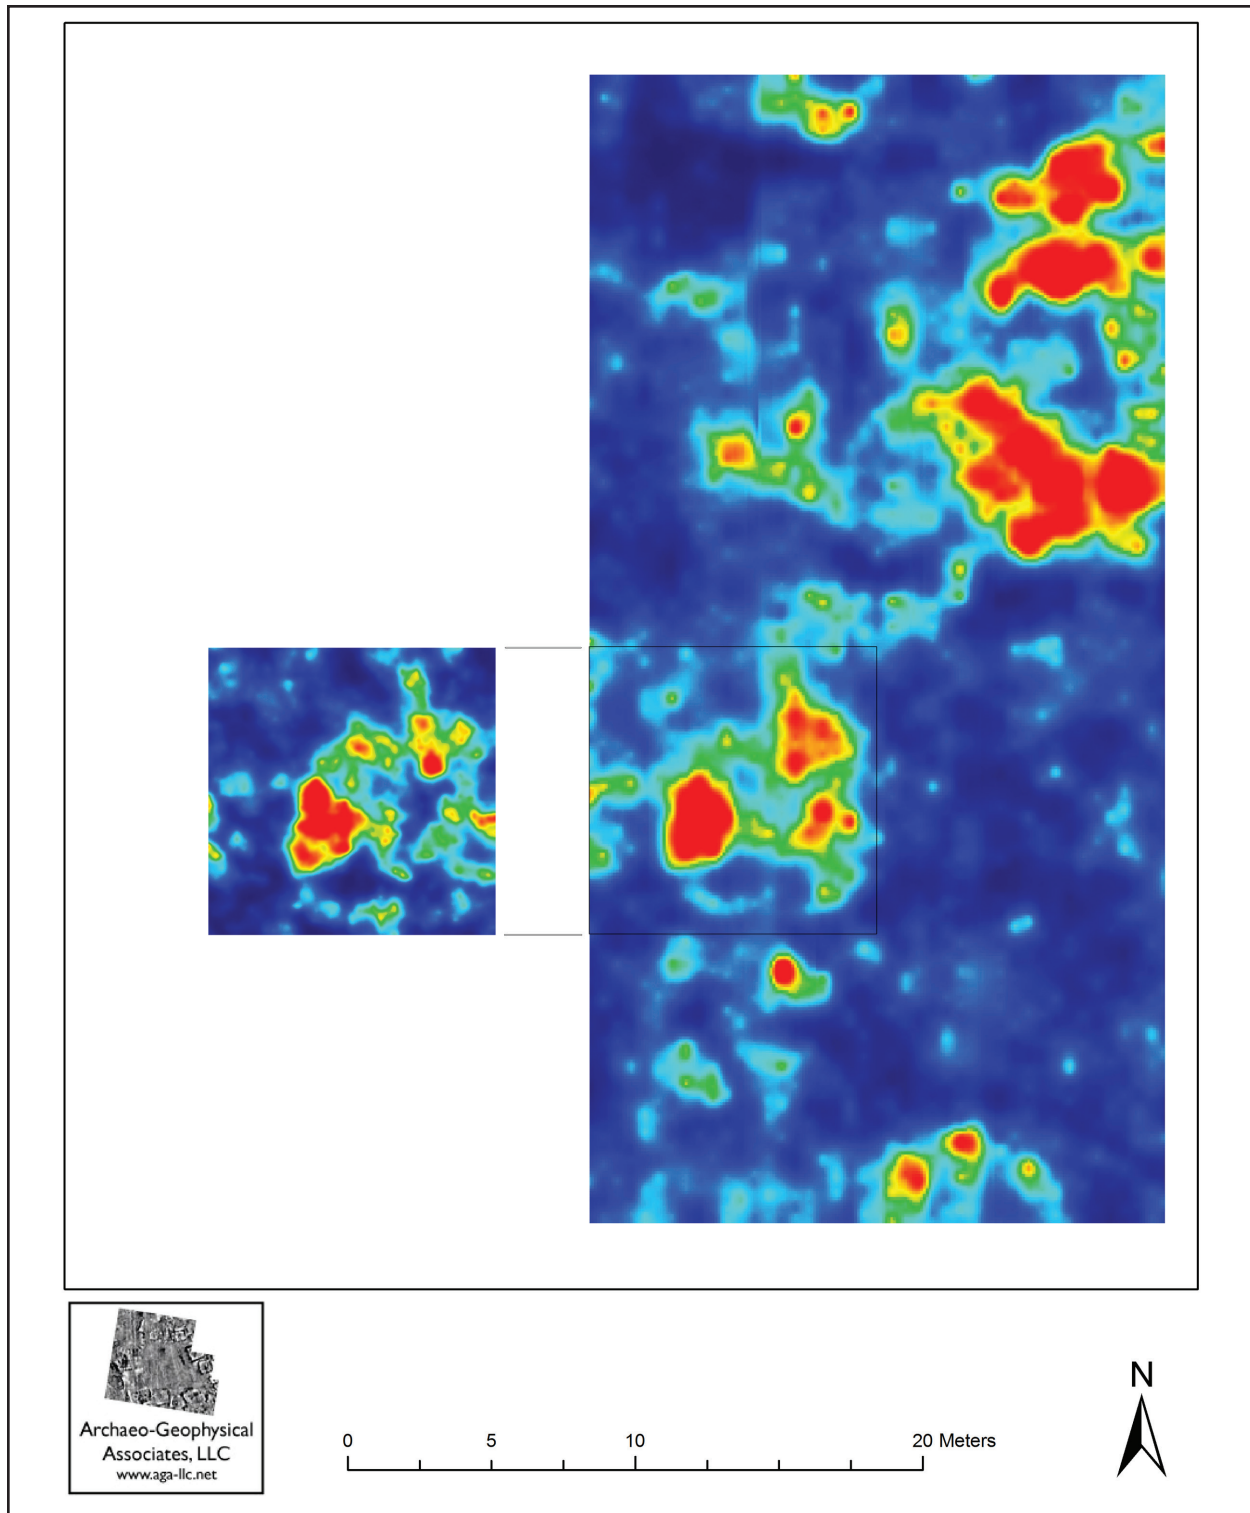 Archaeo-Geophysical
Associates, LLC
www.aga-llc.net
0 5 10 20 Meters
N